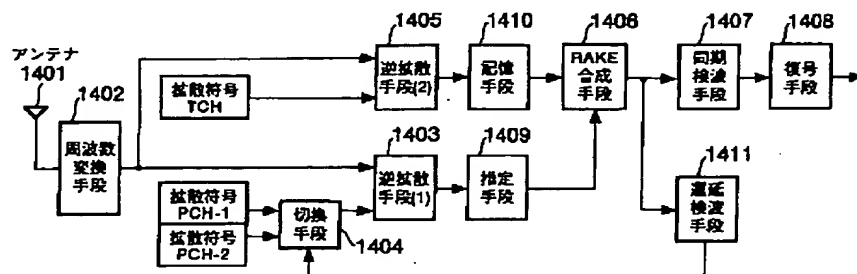 アンテナ
1401
1402
周波数
変換
手段
拡散符号
TCH
1405
逆拡散
手段(2)
1410
記憶
手段
1406
RAKE
合成
手段
1407
同期
検波
手段
1408
復号
手段
1403
逆拡散
手段(1)
1409
推定
手段
拡散符号
PCH-1
拡散符号
PCH-2
切換
手段
1404
1411
遅延
検波
手段